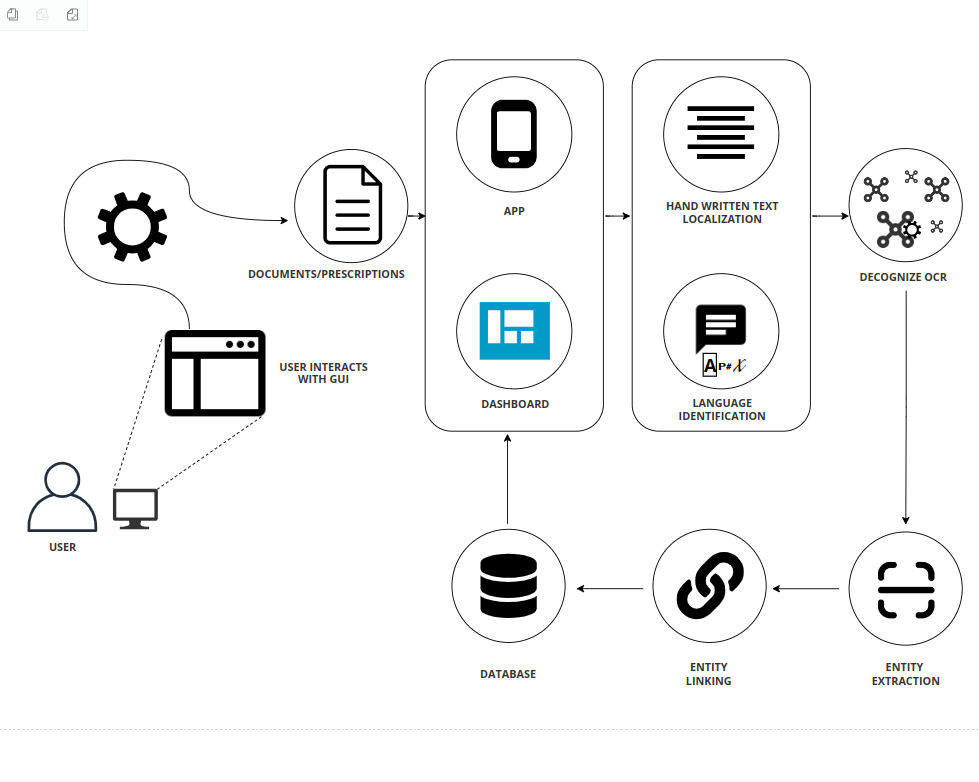 APP
HAND WRITTEN TEXT
LOCALIZATION
DOCUMENTS/PRESCRIPTIONS
DECOGNIZE OCR
USER INTERACTS
WITH GUI
AP#X
DASHBOARD
LANGUAGE
IDENTIFICATION
USER
DATABASE
ENTITY
LINKING
ENTITY
EXTRACTION